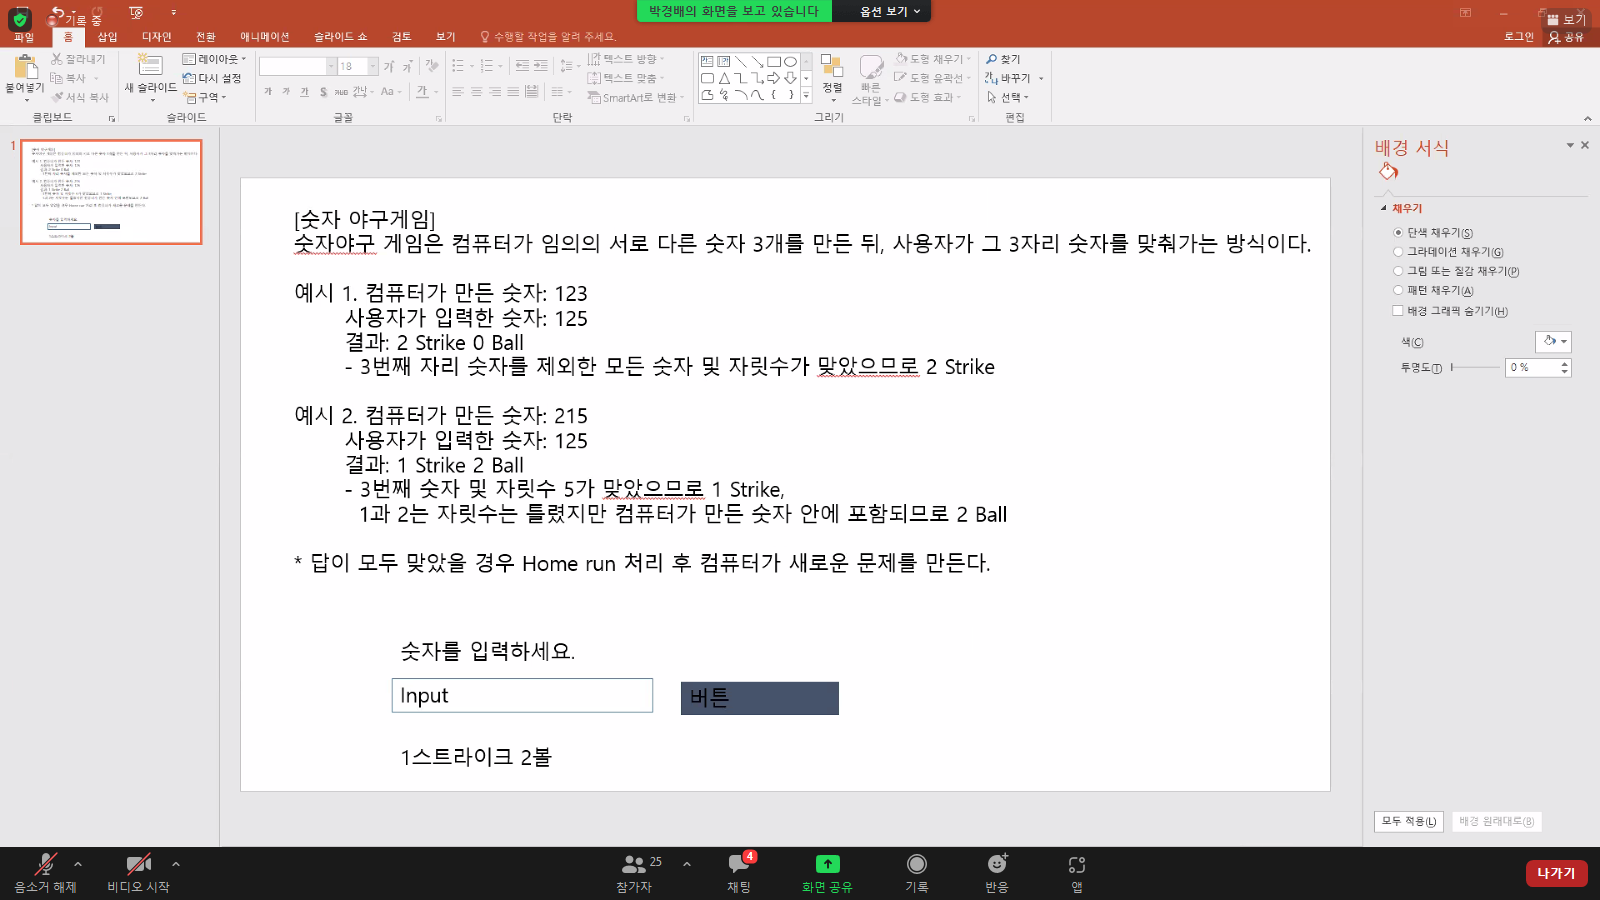 기록 중
박경배의 화면을 보고 있습니다
옵션 보기
보기
파일
홈
삽입
디자인
전환
애니메이션
슬라이드 쇼
검토
보기
수행할 작업을 알려 주세요.
로그인
공유
붙여넣기
잘라내기
복사
서식 복사
클립보드
새 슬라이드
레이아웃
다시 설정
구역
슬라이드
18
가 가
가 가 가 S 간갓 Aa 가
글꼴
텍스트 방향
텍스트 맞춤
SmartArt로 변환
단락
정렬
빠른 스타일
도형 채우기
도형 윤곽선
도형 효과
그리기
찾기
바꾸기
선택
편집
1
[숫자 야구게임]
숫자야구 게임은 컴퓨터가 임의의 서로 다른 숫자 3개를 만든 뒤, 사용자가 그 3자리 숫자를 맞춰가는 방식이다.
예시 1. 컴퓨터가 만든 숫자: 123
사용자가 입력한 숫자: 125
결과: 2 Strike 0 Ball
- 3번째 자리 숫자를 제외한 모든 숫자 및 자릿수가 맞았으므로 2 Strike
예시 2. 컴퓨터가 만든 숫자: 215
사용자가 입력한 숫자: 125
결과: 1 Strike 2 Ball
- 3번째 숫자 및 자릿수 5가 맞았으므로 1 Strike,
1과 2는 자릿수는 틀렸지만 컴퓨터가 만든 숫자 안에 포함되므로 2 Ball
* 답이 모두 맞았을 경우 Home run 처리 후 컴퓨터가 새로운 문제를 만든다.
숫자를 입력하세요.
Input
버튼
1스트라이크 2볼
배경 서식
채우기
단색 채우기(S)
그라데이션 채우기(G)
그림 또는 질감 채우기(P)
패턴 채우기(A)
배경 그래픽 숨기기(H)
색(C)
투명도(T)
0 %
모두 적용(L)
배경 원래대로(B)
음소거 해제
비디오 시작
25
참가자
4
채팅
화면 공유
기록
반응
앱
나가기